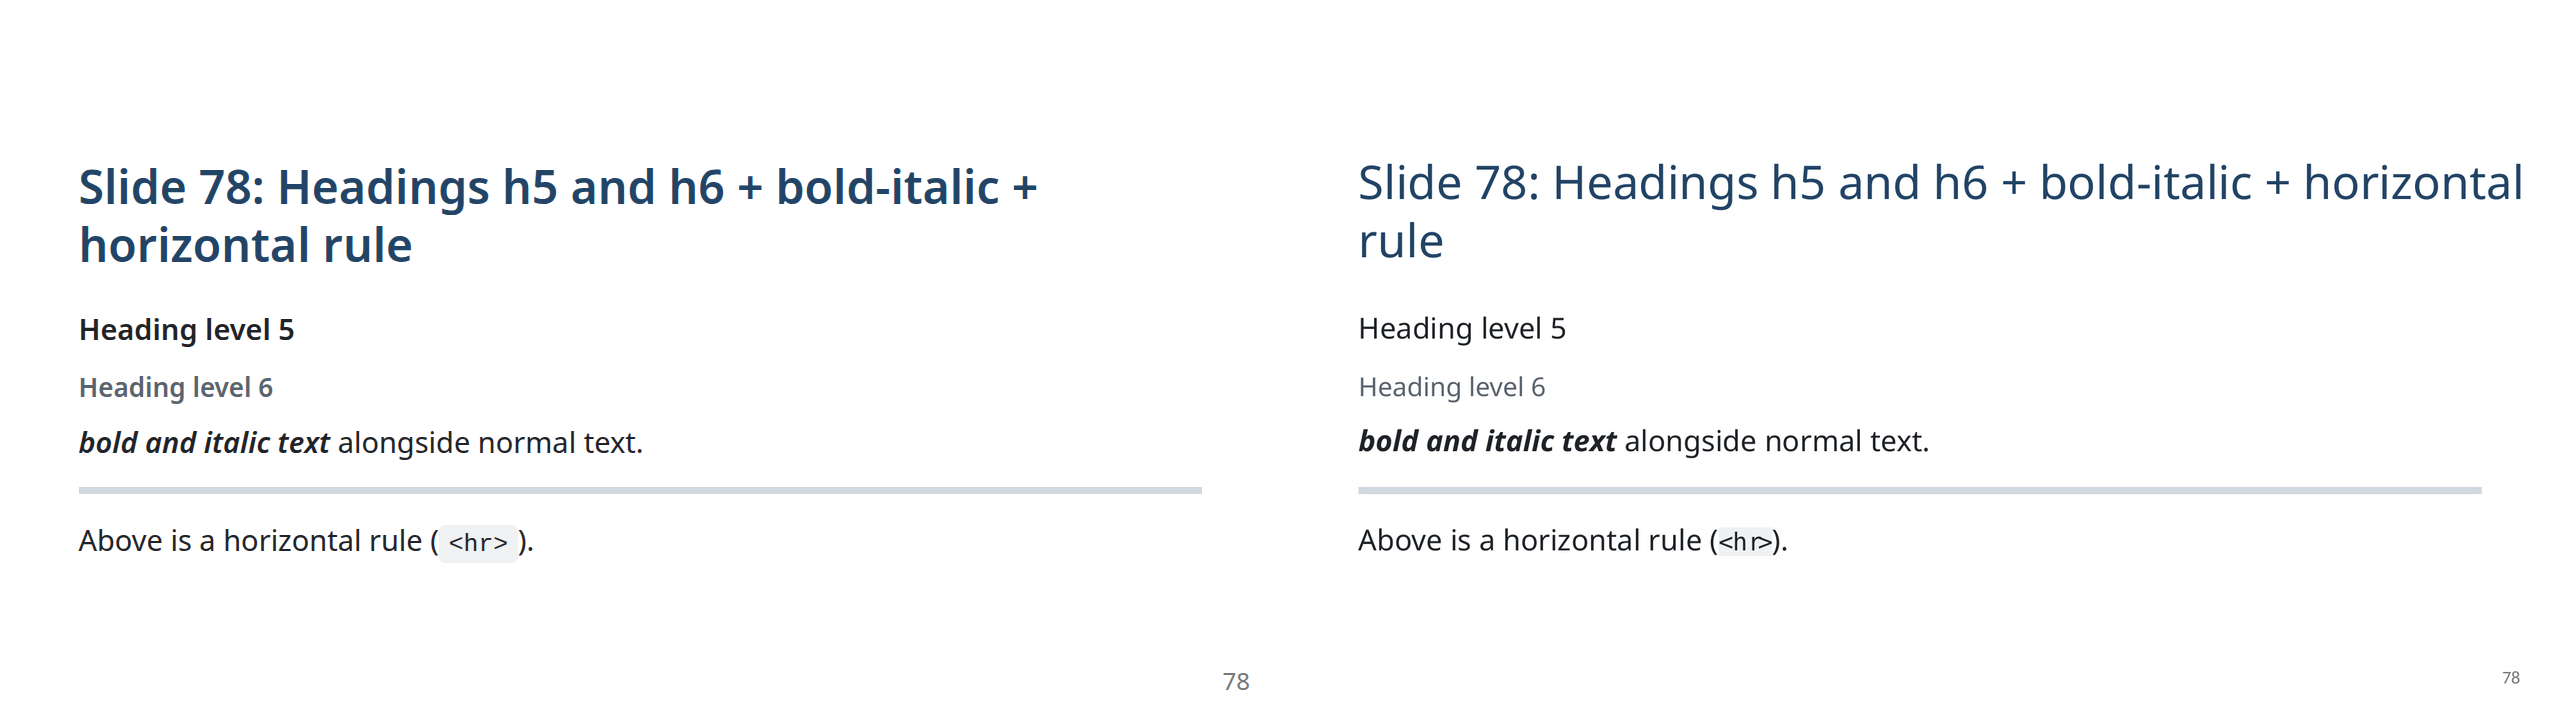 Slide 78: Headings h5 and h6 + bold-italic +
horizontal rule
Heading level 5
Heading level 6
bold and italic text alongside normal text.
Above is a horizontal rule (<hr>).
78
Slide 78: Headings h5 and h6 + bold-italic + horizontal
rule
Heading level 5
Heading level 6
bold and italic text alongside normal text.
Above is a horizontal rule (<hr>).
78